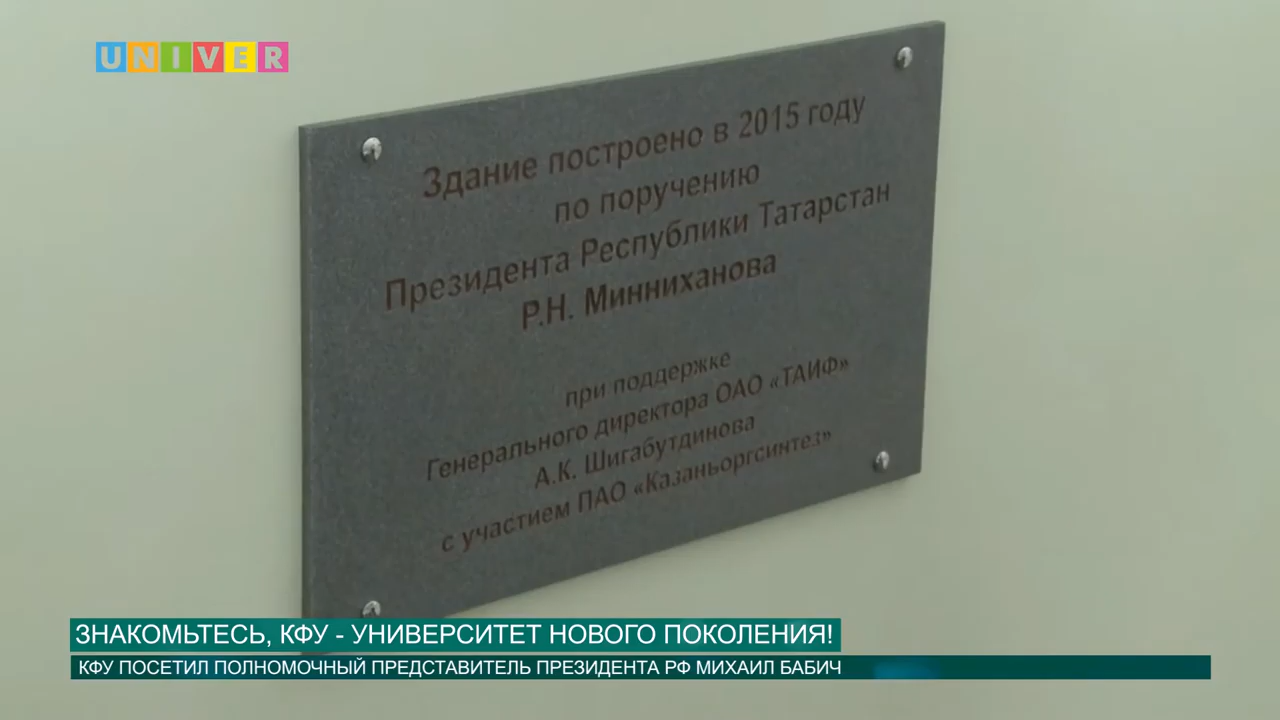 UNIVER
Здание построено в 2015 году
по поручению
Президента Республики Татарстан
Р.Н. Минниханова
при поддержке
Генерального директора ОАО «ТАИФ»
А.К. Шигабутдинова
с участием ПАО «Казаньоргсинтез»
ЗНАКОМЬТЕСЬ, КФУ - УНИВЕРСИТЕТ НОВОГО ПОКОЛЕНИЯ!
КФУ ПОСЕТИЛ ПОЛНОМОЧНЫЙ ПРЕДСТАВИТЕЛЬ ПРЕЗИДЕНТА РФ МИХАИЛ БАБИЧ